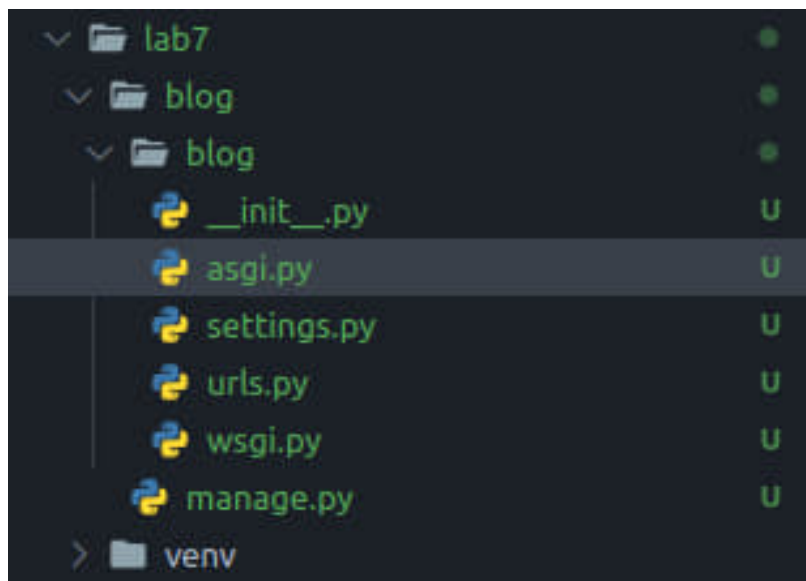 lab7
blog
blog
__init__.py U
asgi.py U
settings.py U
urls.py U
wsgi.py U
manage.py U
venv